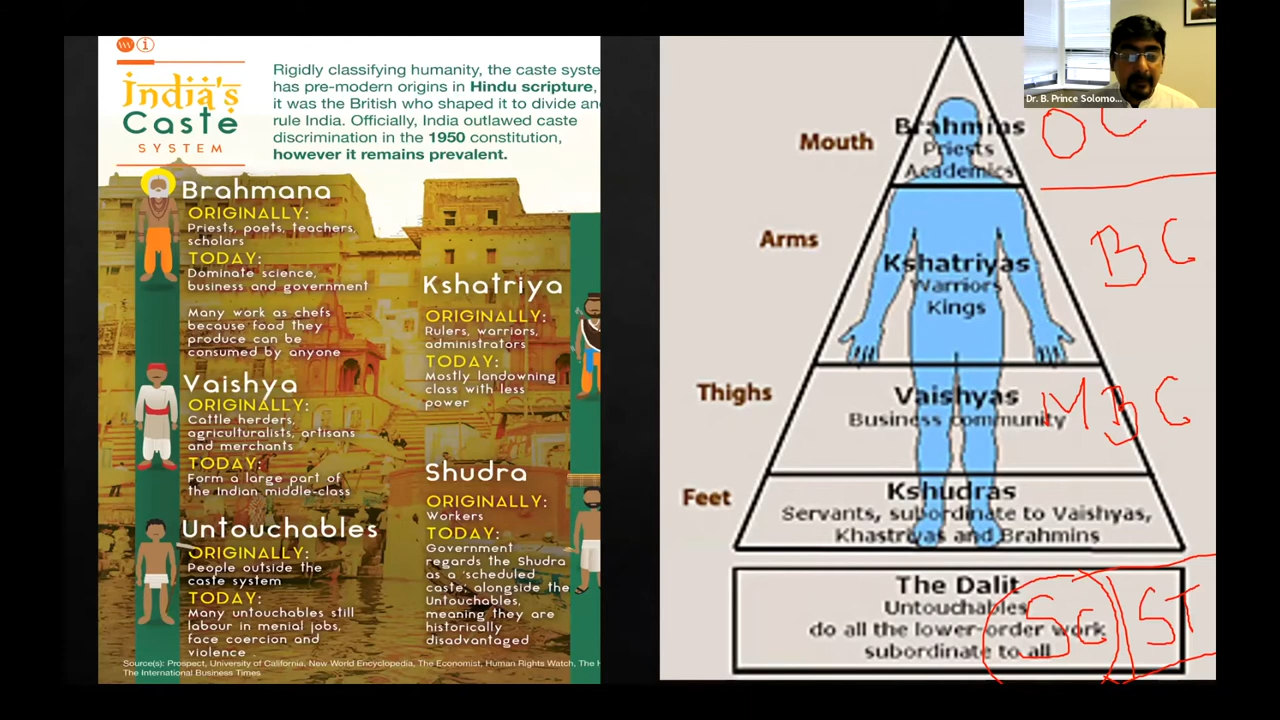 India's
Caste
SYSTEM
Rigidly classifying humanity, the caste syste
has pre-modern origins in Hindu scripture,
it was the British who shaped it to divide an
rule India. Officially, India outlawed caste
discrimination in the 1950 constitution,
however it remains prevalent.
Brahmana
ORIGINALLY:
Priests, poets, teachers,
scholars
TODAY:
Dominate science,
business and government
Many work as chefs
because food they
produce can be
consumed by anyone
Kshatriya
ORIGINALLY:
Rulers, warriors,
administrators
TODAY:
Mostly landowning
class with less
power
Vaishya
ORIGINALLY:
Cattle herders,
agriculturalists, artisans
and merchants
TODAY:
Form a large part of
the Indian middle-class
Shudra
ORIGINALLY:
Workers
TODAY:
Government
regards the Shudra
as a 'scheduled
caste; alongside the
Untouchables,
meaning they are
historically
disadvantaged
Untouchables
ORIGINALLY:
People outside the
caste system
TODAY:
Many untouchables still
labour in menial jobs,
face coercion and
violence
Source(s): Prospect, University of California, New World Encyclopedia, The Economist, Human Rights Watch, The H
The International Business Times
Dr. B. Prince Solomo...
Mouth
Brahmins
Priests
Academics
OC
Arms
Kshatriyas
Warriors
Kings
BC
Thighs
Vaishyas
Business community
MBC
Feet
Kshudras
Servants, subordinate to Vaishyas,
Khastriyas and Brahmins
The Dalit
Untouchables
do all the lower-order work
subordinate to all
SC
ST